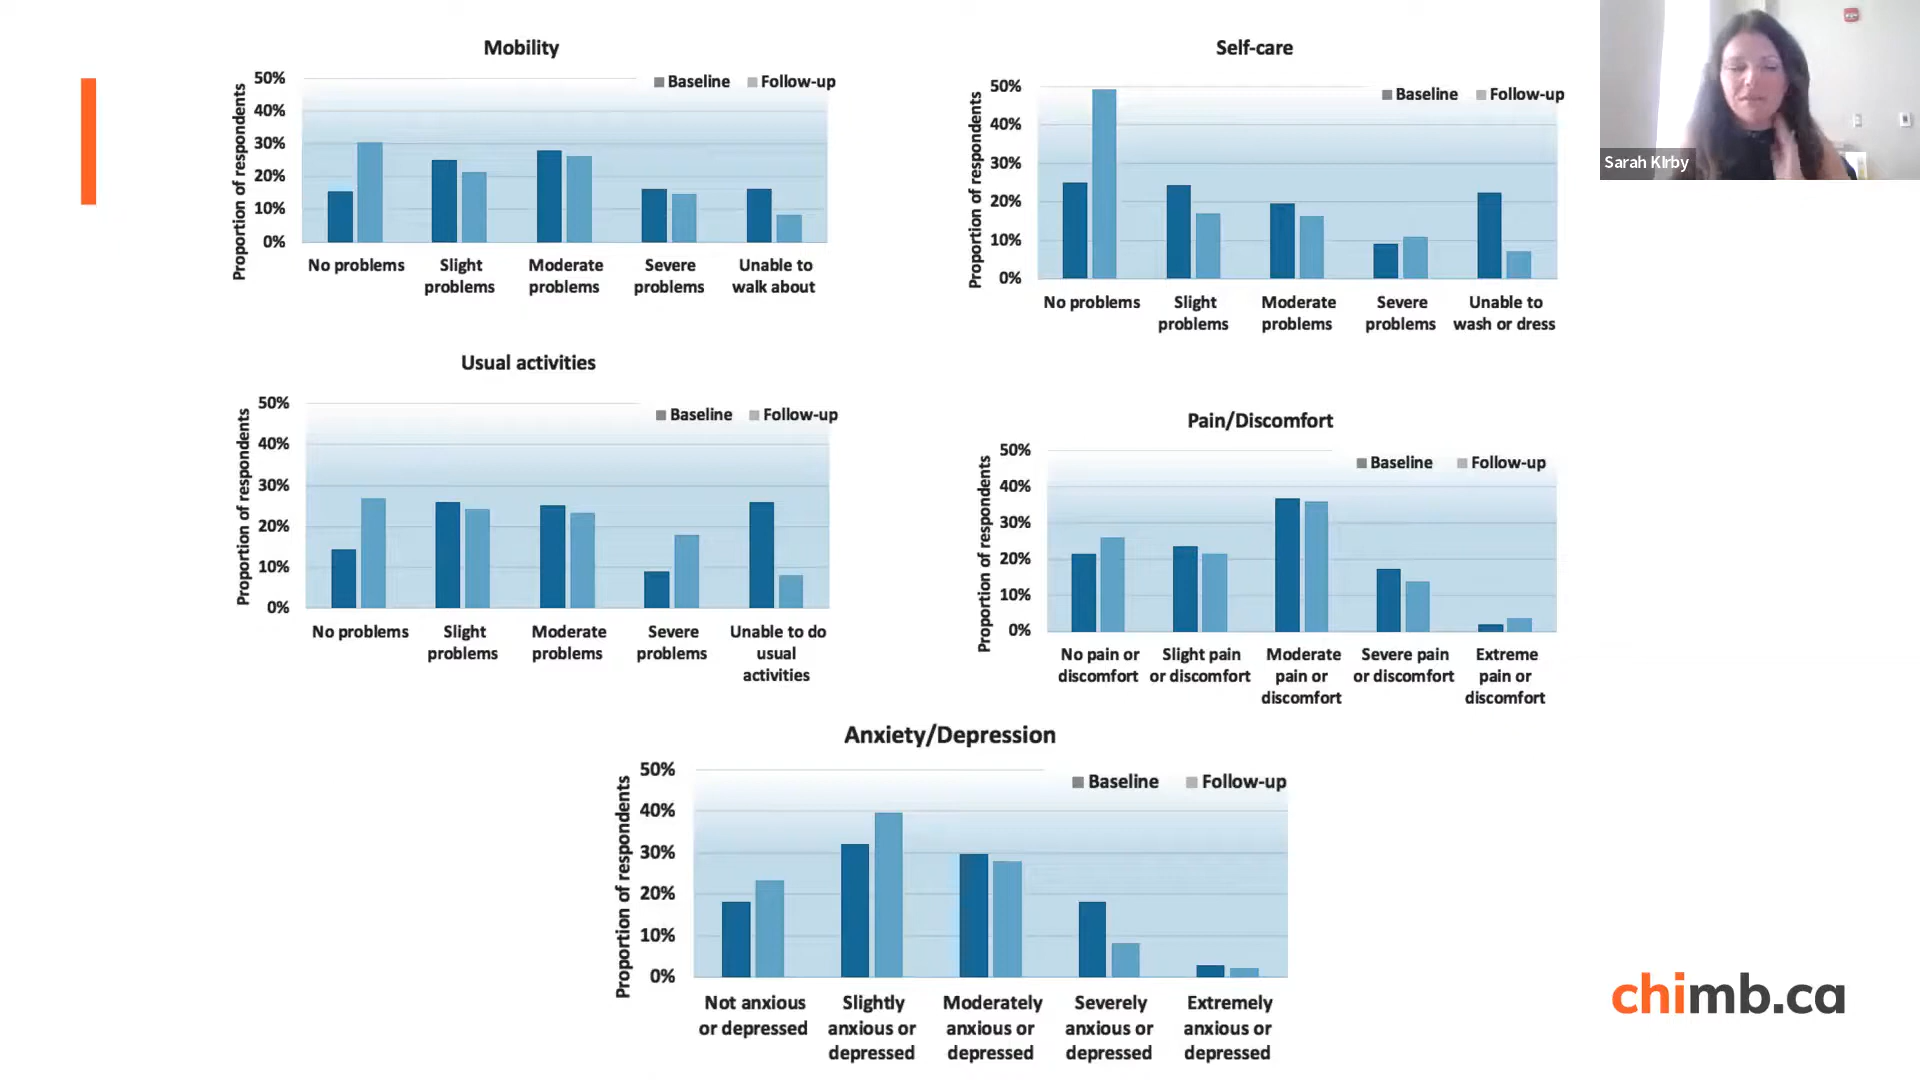 Mobility
Proportion of respondents
50%
40%
30%
20%
10%
0%
Baseline Follow-up
No problems
Slight
problems
Moderate
problems
Severe
problems
Unable to
walk about
Self-care
Proportion of respondents
50%
40%
30%
20%
10%
0%
Baseline Follow-up
No problems
Slight
problems
Moderate
problems
Severe
problems
Unable to
wash or dress
Sarah KIrby
Usual activities
Proportion of respondents
50%
40%
30%
20%
10%
0%
Baseline Follow-up
No problems
Slight
problems
Moderate
problems
Severe
problems
Unable to do
usual
activities
Pain/Discomfort
Proportion of respondents
50%
40%
30%
20%
10%
0%
Baseline Follow-up
No pain or
discomfort
Slight pain
or discomfort
Moderate
pain or
discomfort
Severe pain
or discomfort
Extreme
pain or
discomfort
Anxiety/Depression
Proportion of respondents
50%
40%
30%
20%
10%
0%
Baseline Follow-up
Not anxious
or depressed
Slightly
anxious or
depressed
Moderately
anxious or
depressed
Severely
anxious or
depressed
Extremely
anxious or
depressed
chimb.ca